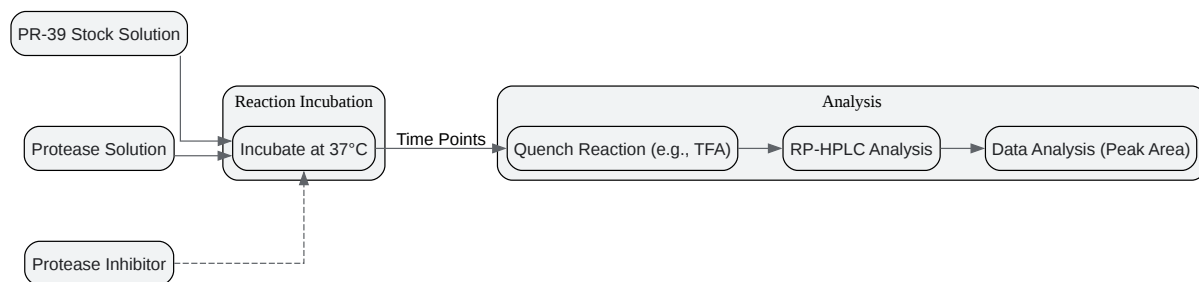 PR-39 Stock Solution
Reaction Incubation
Analysis
Protease Solution
Incubate at 37°C
Time Points
Quench Reaction (e.g., TFA)
RP-HPLC Analysis
Data Analysis (Peak Area)
Protease Inhibitor